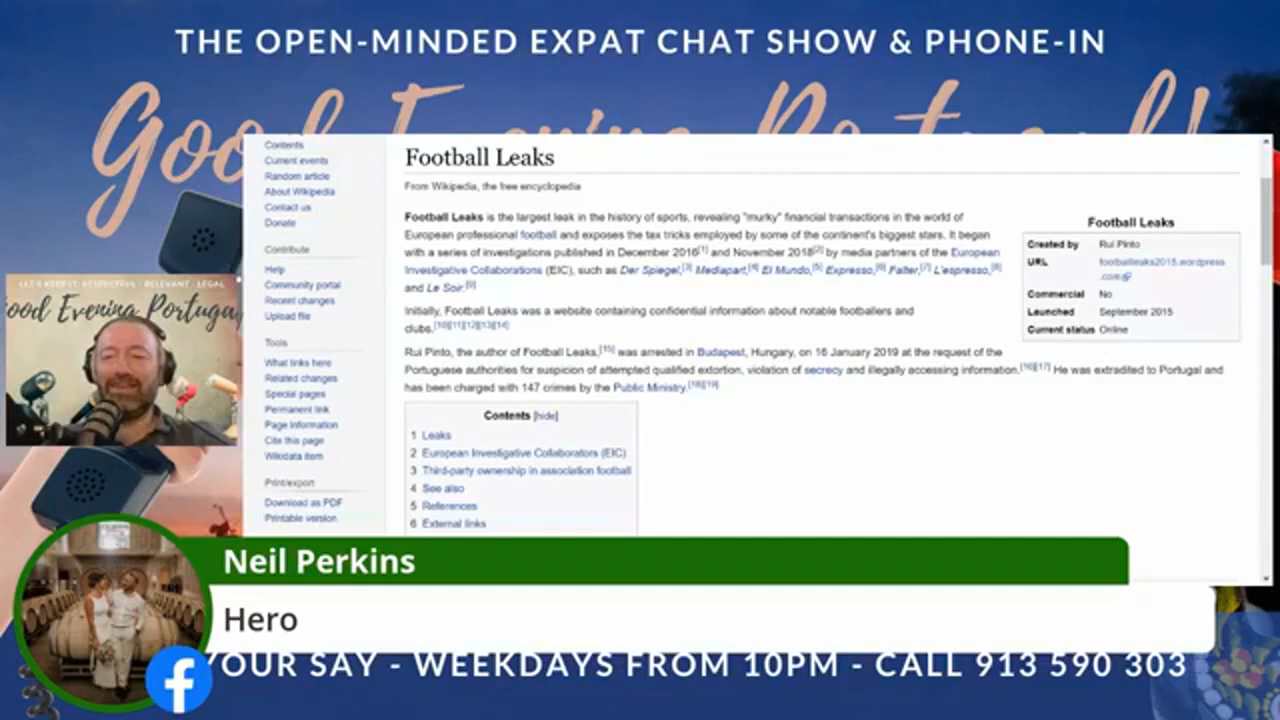 THE OPEN-MINDED EXPAT CHAT SHOW & PHONE-IN
Good Evening Portugal!
Contents
Current events
Random article
About Wikipedia
Contact us
Donate
Contribute
Help
Community portal
Recent changes
Upload file
Tools
What links here
Related changes
Special pages
Permanent link
Page information
Cite this page
Wikidata item
Print/export
Download as PDF
Printable version
Football Leaks
From Wikipedia, the free encyclopedia
Football Leaks is the largest leak in the history of sports, revealing "murky" financial transactions in the world of
European professional football and exposes the tax tricks employed by some of the continent's biggest stars. It began
with a series of investigations published in December 2016[1] and November 2018[2] by media partners of the European
Investigative Collaborations (EIC), such as Der Spiegel,[3] Mediapart,[4] El Mundo,[5] Expresso,[6] Falter,[7] L'espresso,[8]
and Le Soir.[9]
Initially, Football Leaks was a website containing confidential information about notable footballers and
clubs.[10][11][12][13][14]
Rui Pinto, the author of Football Leaks,[15] was arrested in Budapest, Hungary, on 16 January 2019 at the request of the
Portuguese authorities for suspicion of attempted qualified extortion, violation of secrecy and illegally accessing information.[16][17] He was extradited to Portugal and
has been charged with 147 crimes by the Public Ministry.[18][19]
Football Leaks
Created by Rui Pinto
URL footballleaks2015.wordpress
.com
Commercial No
Launched September 2015
Current status Online
Contents [hide]
1 Leaks
2 European Investigative Collaborators (EIC)
3 Third-party ownership in association football
4 See also
5 References
6 External links
LET'S KEEP IT: RESPECTFUL - RELEVANT - LEGAL
ood Evening Portuga
Neil Perkins
Hero
YOUR SAY - WEEKDAYS FROM 10PM - CALL 913 590 303